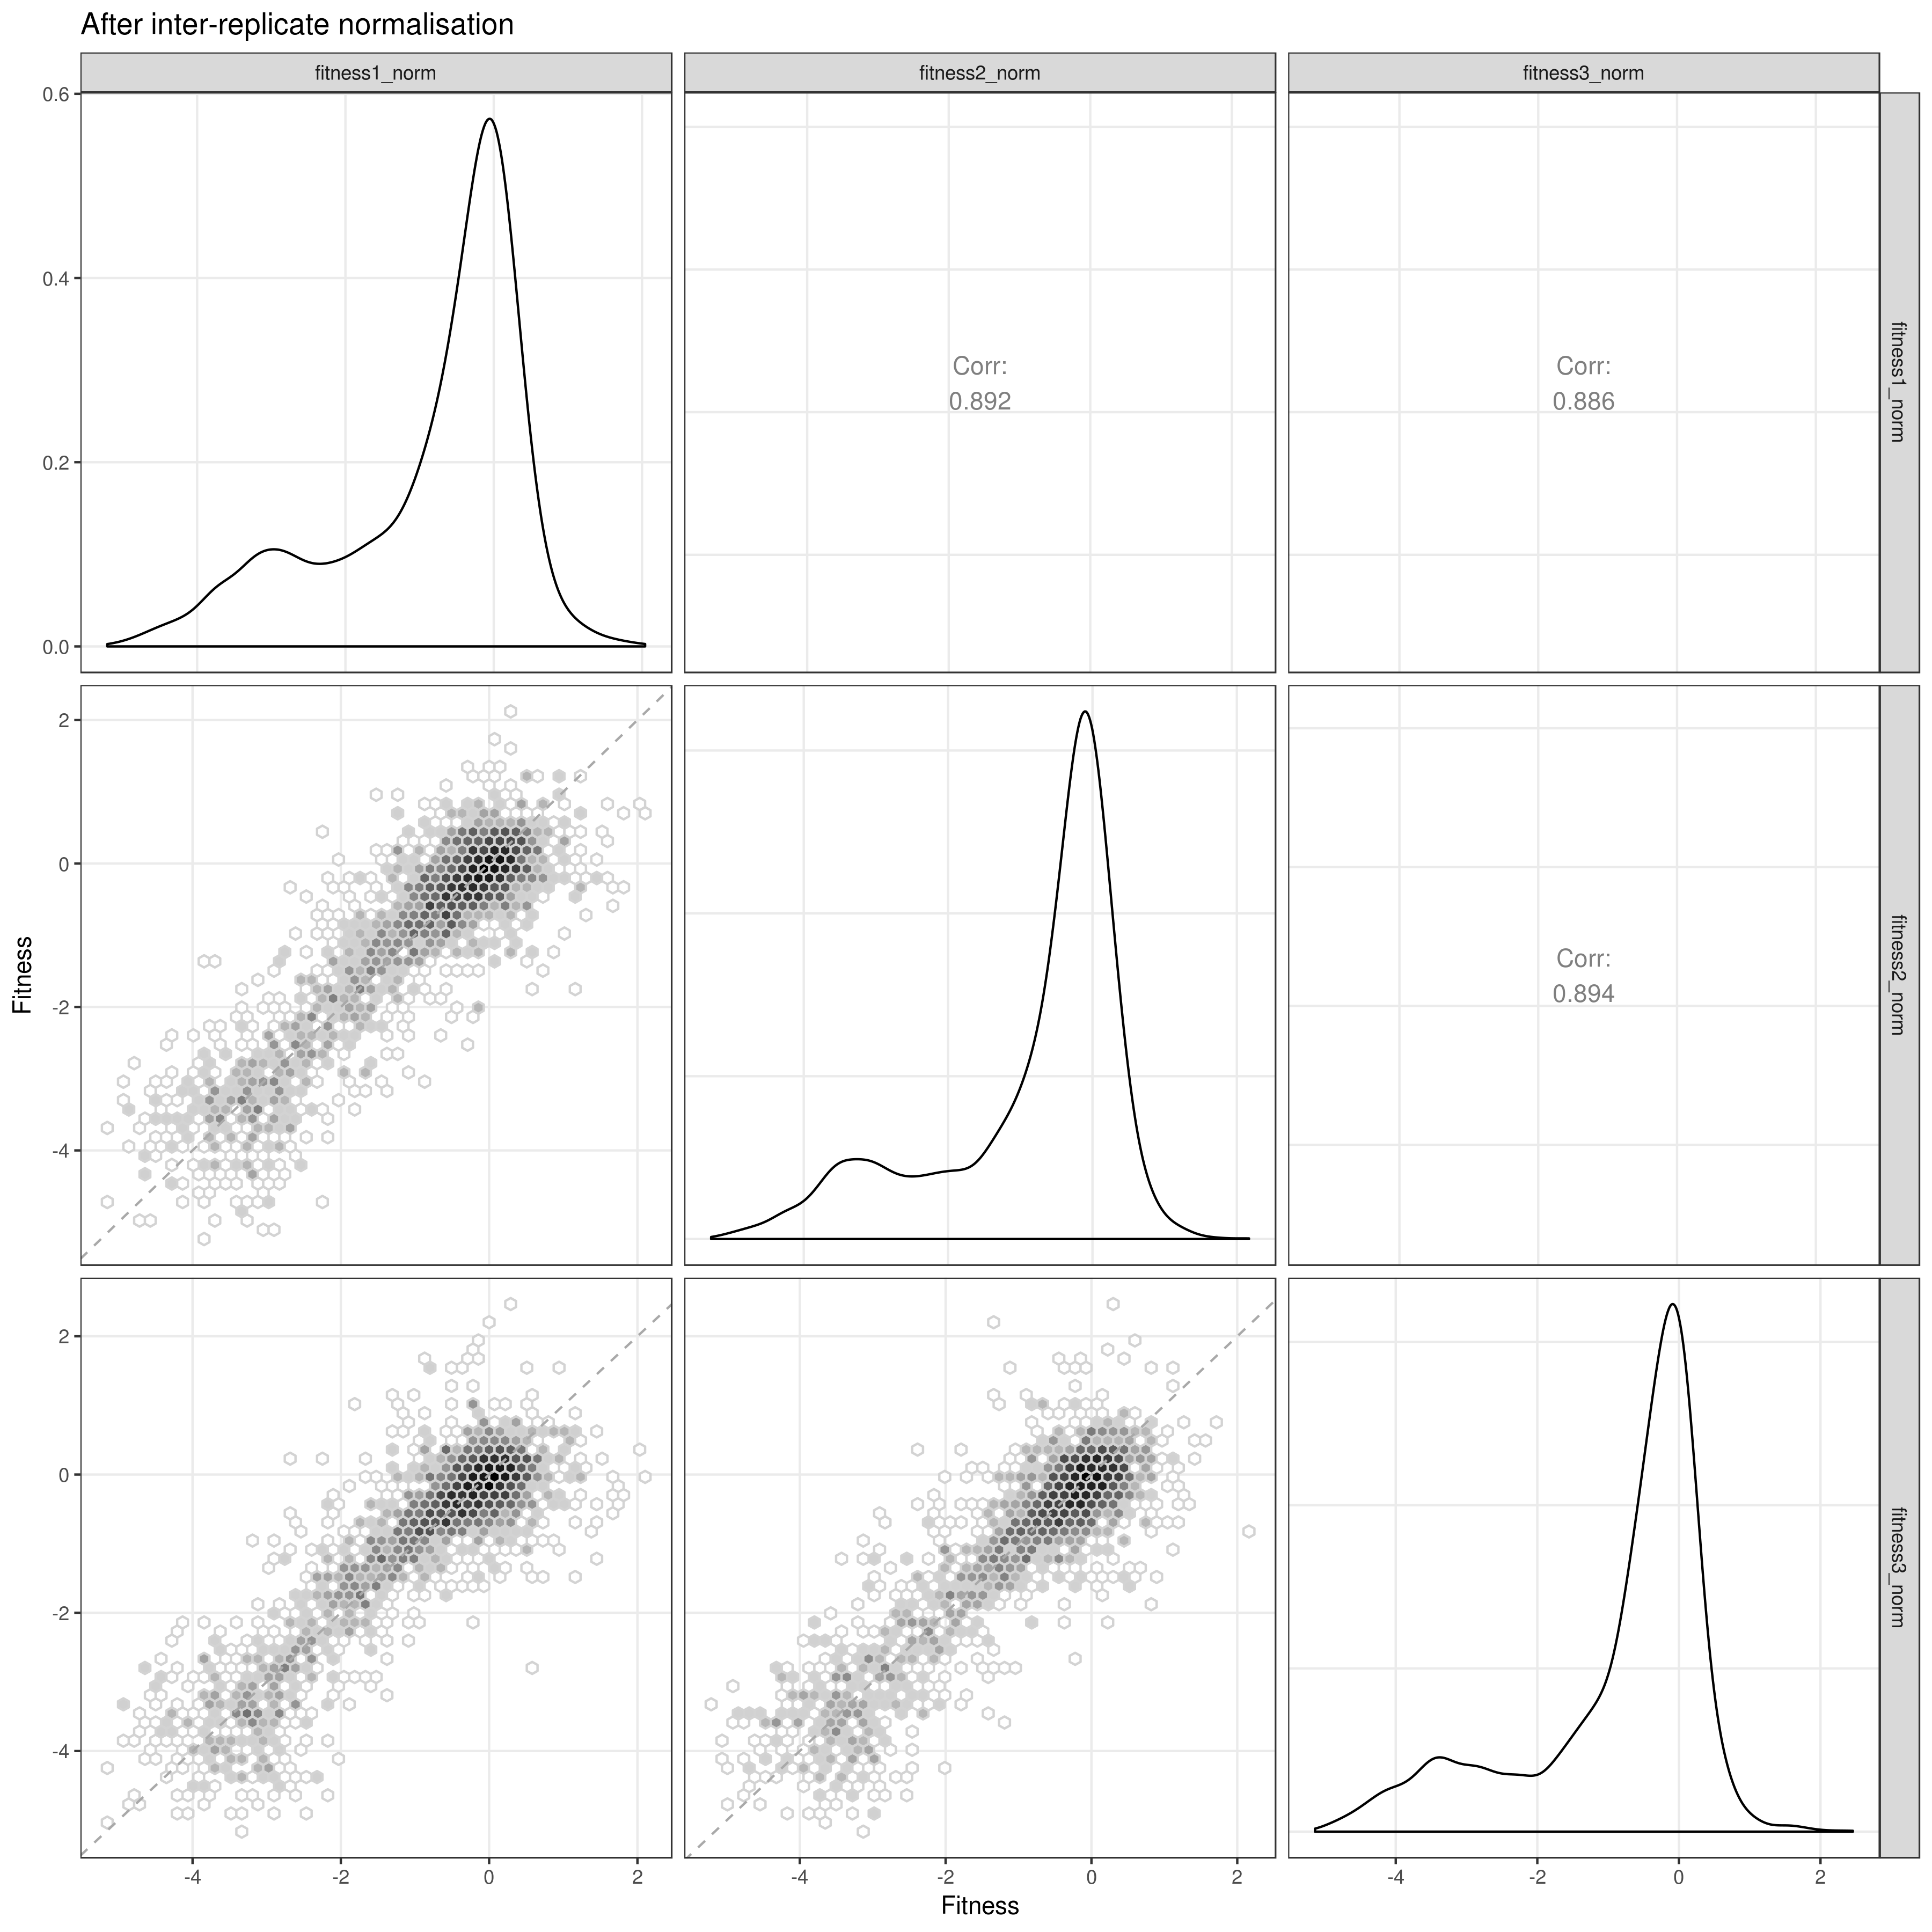 After inter-replicate normalisation
fitness1_norm
fitness2_norm
fitness3_norm
0.6
0.4
0.2
0.0
Corr:
0.892
Corr:
0.886
fitness1_norm
Fitness
2
0
-2
-4
Corr:
0.894
fitness2_norm
2
0
-2
-4
fitness3_norm
-4
-2
0
2
-4
-2
0
2
-4
-2
0
2
Fitness